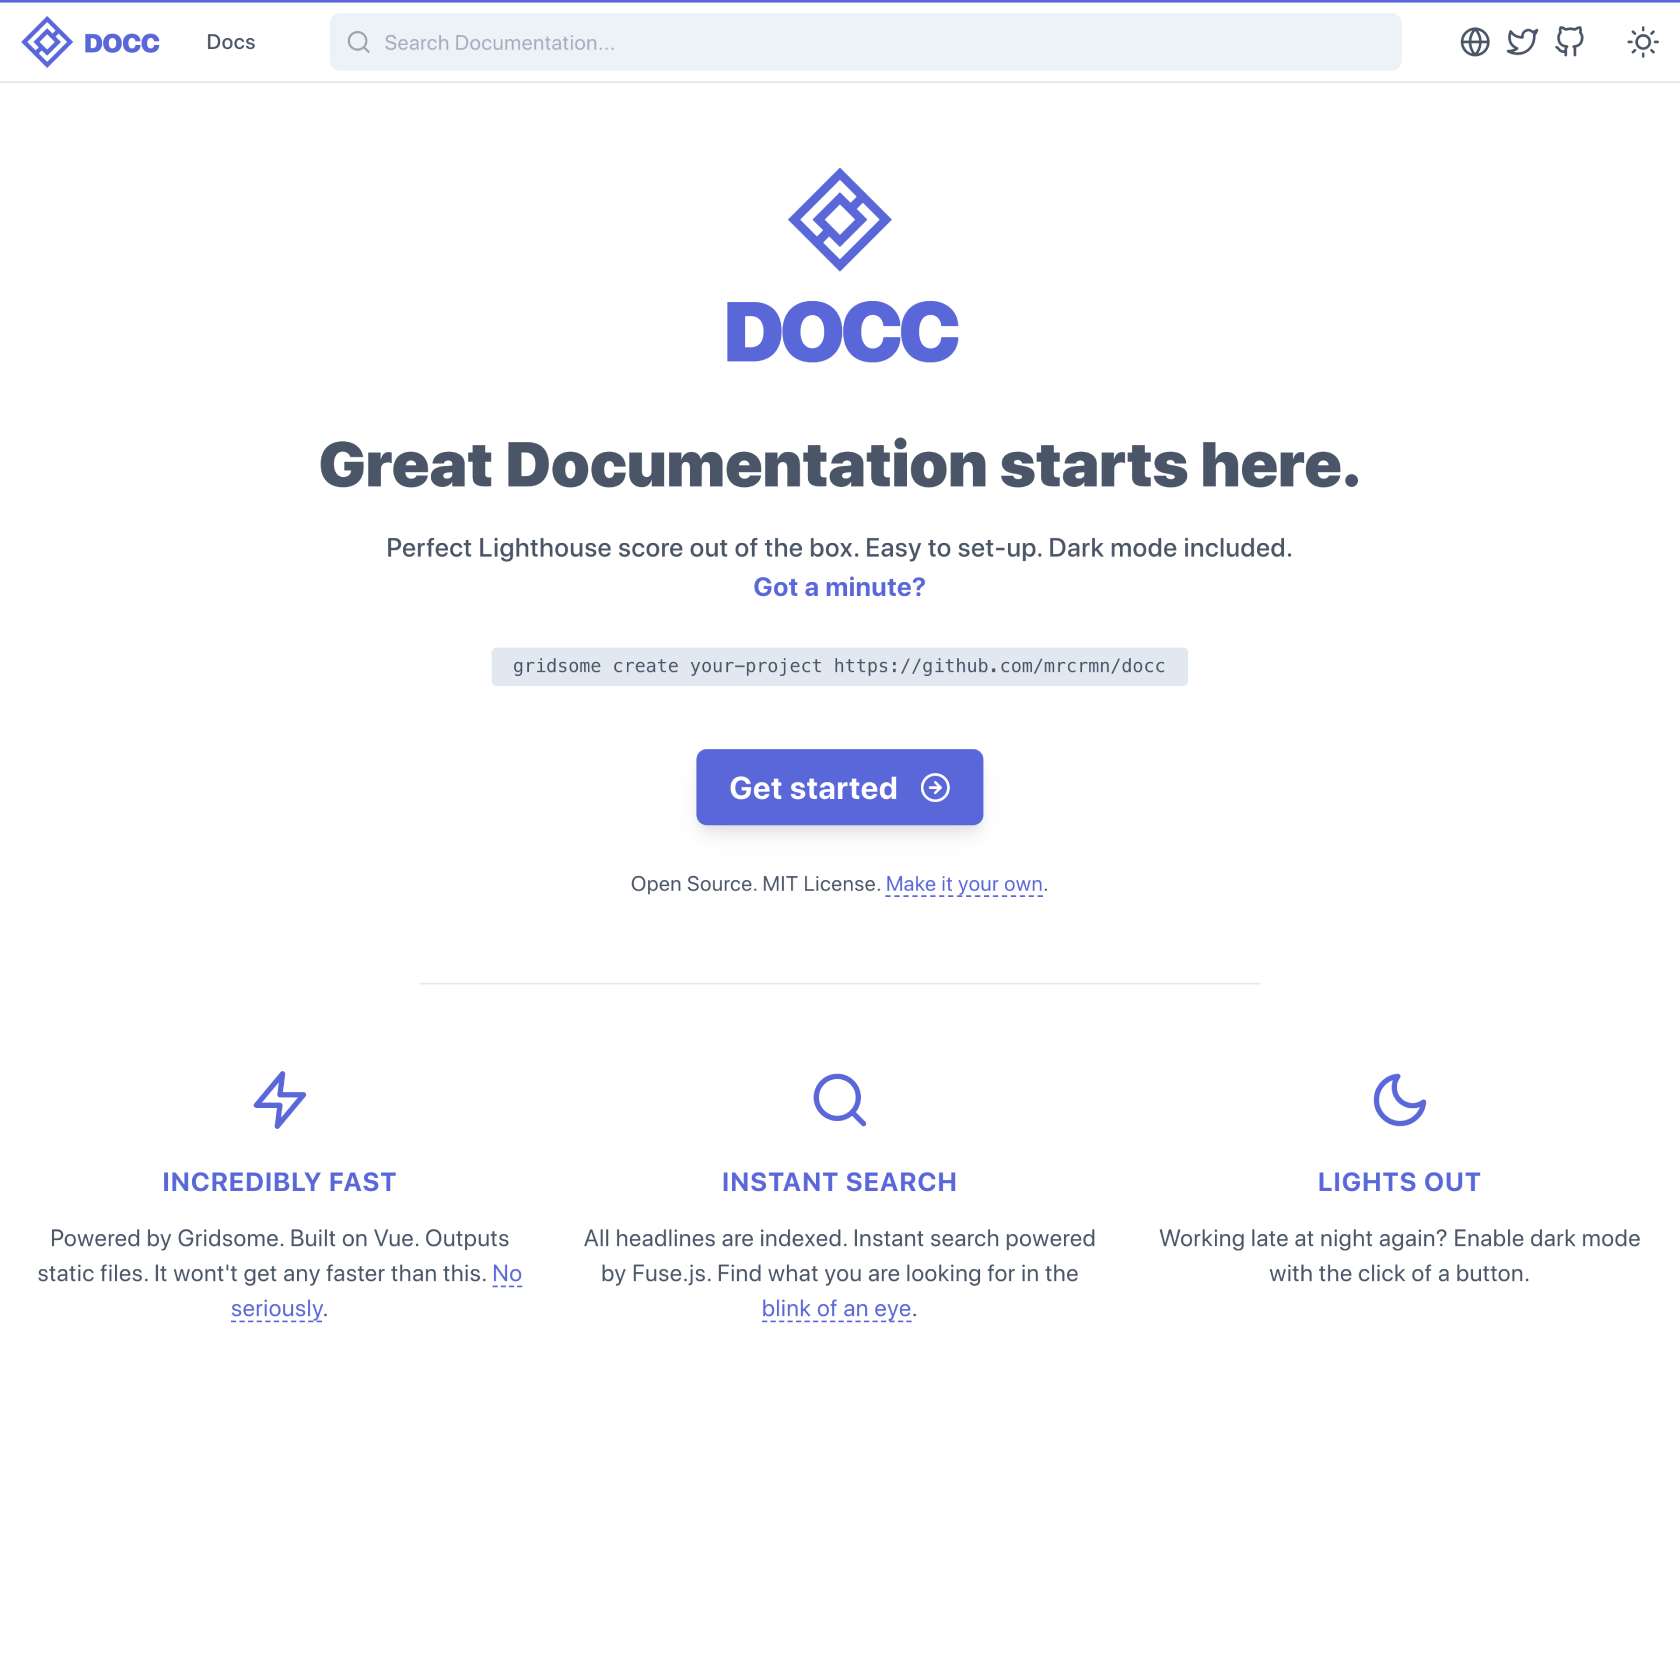 DOCC
Docs
Search Documentation...
DOCC
Great Documentation starts here.
Perfect Lighthouse score out of the box. Easy to set-up. Dark mode included.
Got a minute?
gridsome create your-project https://github.com/mrcrmn/docc
Get started
Open Source. MIT License. Make it your own.
INCREDIBLY FAST
Powered by Gridsome. Built on Vue. Outputs
static files. It wont't get any faster than this. No
seriously.
INSTANT SEARCH
All headlines are indexed. Instant search powered
by Fuse.js. Find what you are looking for in the
blink of an eye.
LIGHTS OUT
Working late at night again? Enable dark mode
with the click of a button.